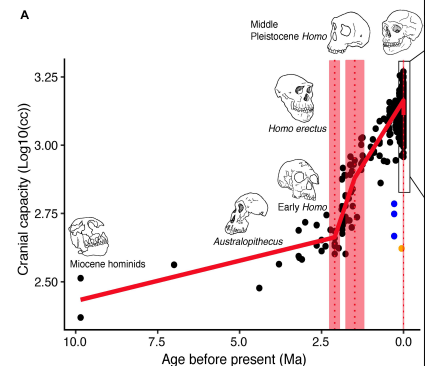 A
Middle
Pleistocene Homo
Homo erectus
Early Homo
Australopithecus
Miocene hominids
Cranial capacity (Log10(cc))
3.25
3.00
2.75
2.50
10.0 7.5 5.0 2.5 0.0
Age before present (Ma)